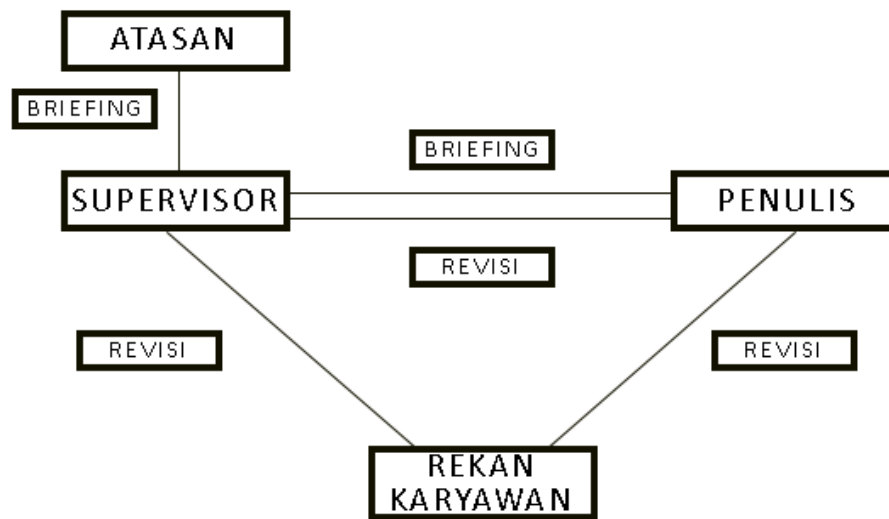 ATASAN
BRIEFING
BRIEFING
SUPERVISOR
PENULIS
REVISI
REVISI
REVISI
REKAN
KARYAWAN